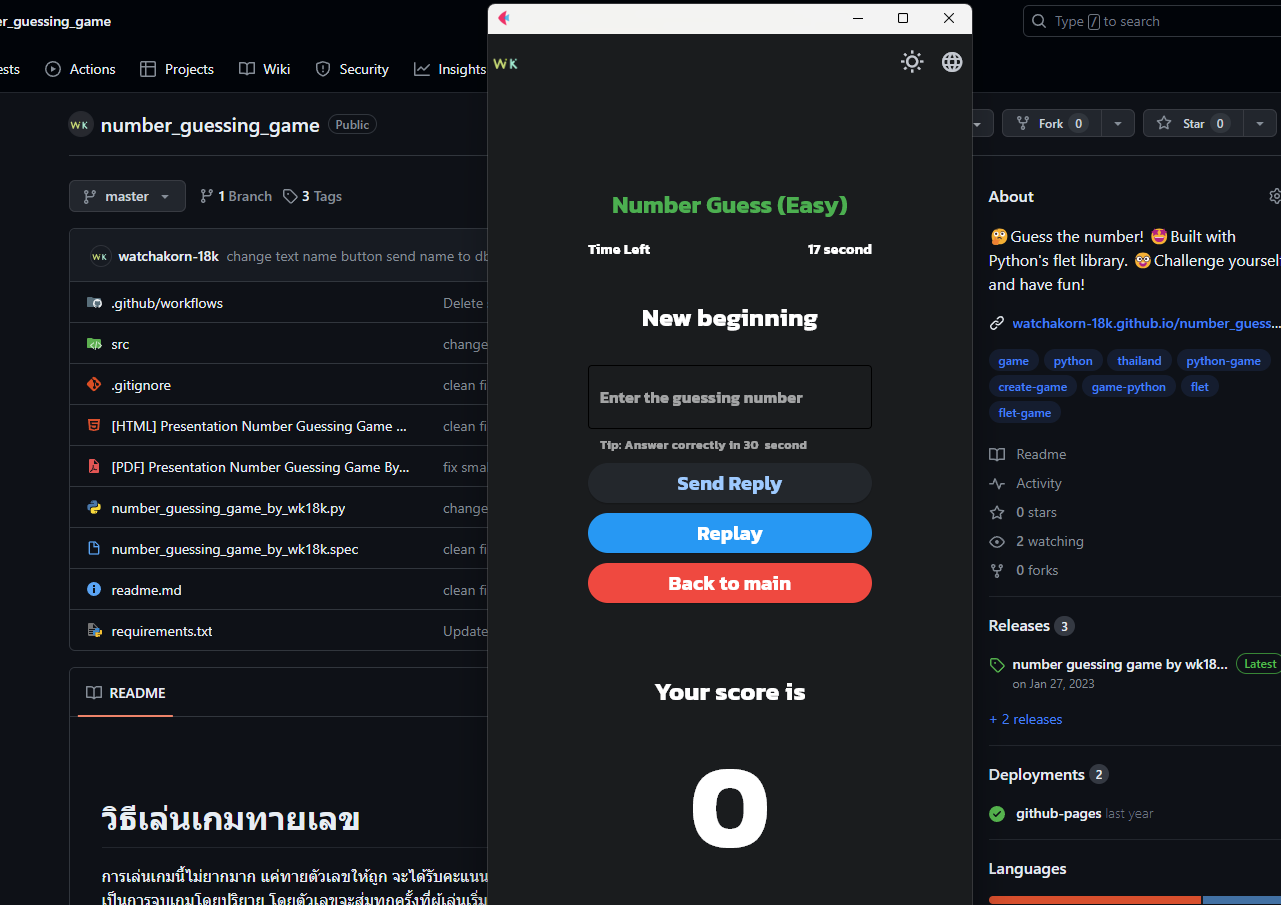 er_guessing_game
Type / to search
ests
Actions
Projects
Wiki
Security
Insights
WK
WK
number_guessing_game
Public
Fork 0
Star 0
master
1 Branch
3 Tags
WK
watchakorn-18k change text name button send name to db
.github/workflows
Delete
src
change
.gitignore
clean fi
[HTML] Presentation Number Guessing Game ...
clean fi
[PDF] Presentation Number Guessing Game By...
fix sma
number_guessing_game_by_wk18k.py
change
number_guessing_game_by_wk18k.spec
clean fi
readme.md
clean fi
requirements.txt
Update
README
วิธีเล่นเกมทายเลข
การเล่นเกมนี้ไม่ยากมาก แค่ทายตัวเลขให้ถูก จะได้รับคะแนน
เป็นการจบเกมโดยปริยาย โดยตัวเลขจะสุ่มทุกครั้งที่ผู้เล่นเริ่ม
Number Guess (Easy)
Time Left
17 second
New beginning
Enter the guessing number
Tip: Answer correctly in 30 second
Send Reply
Replay
Back to main
Your score is
0
About
🤔Guess the number! 🤩Built with
Python's flet library. 🤓Challenge yourself
and have fun!
watchakorn-18k.github.io/number_guess...
game
python
thailand
python-game
create-game
game-python
flet
flet-game
Readme
Activity
0 stars
2 watching
0 forks
Releases 3
number guessing game by wk18...
Latest
on Jan 27, 2023
+ 2 releases
Deployments 2
github-pages last year
Languages